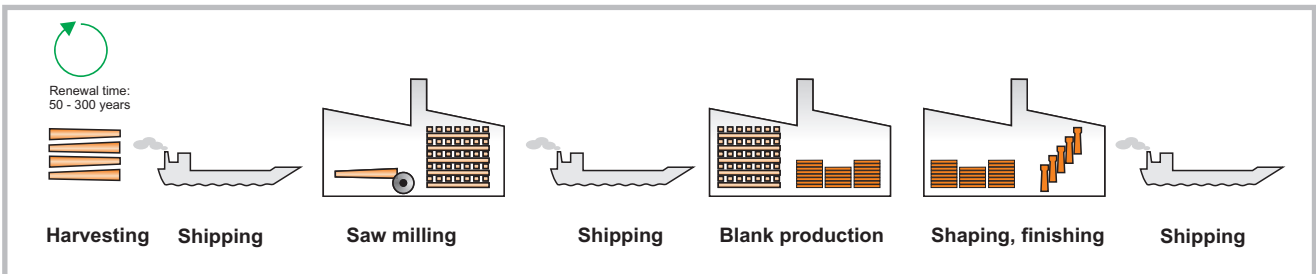 Renewal time:
50 - 300 years
Harvesting
Shipping
Saw milling
Shipping
Blank production
Shaping, finishing
Shipping